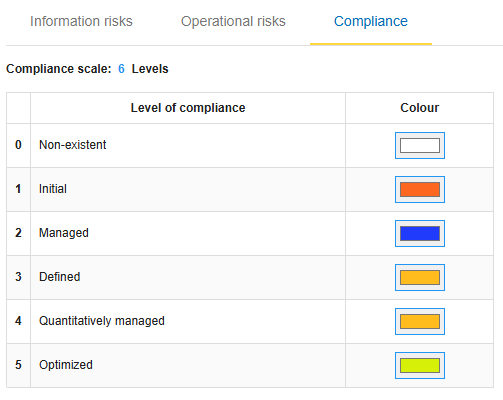 Information risks Operational risks Compliance
Compliance scale: 6 Levels
Level of compliance Colour
0 Non-existent
1 Initial
2 Managed
3 Defined
4 Quantitatively managed
5 Optimized